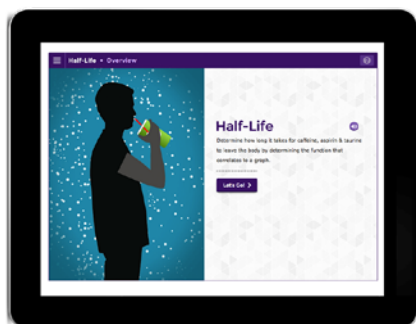 Half-Life • Overview
Half-Life
Determine how long it takes for caffeine, aspirin & taurine
to leave the body by determining the function that
correlates to a graph.
Let's Go!